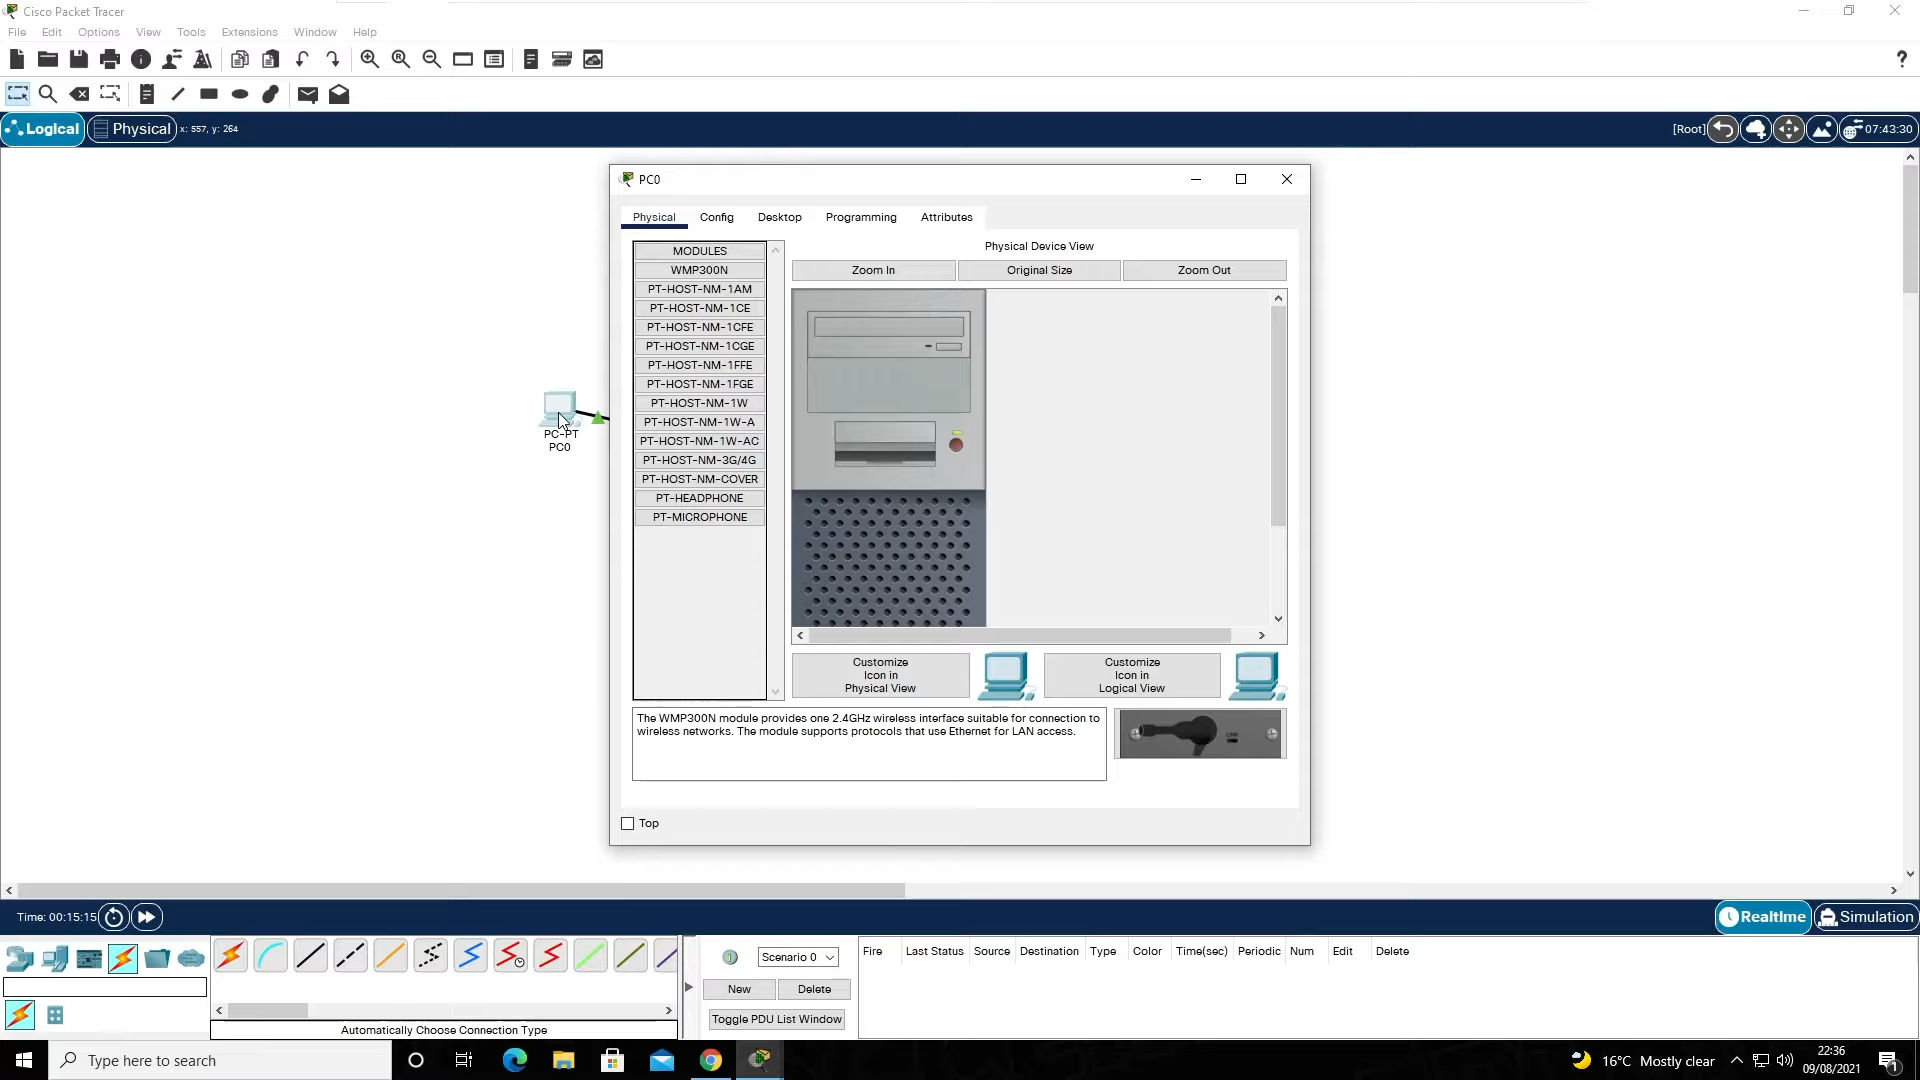 Cisco Packet Tracer
File Edit Options View Tools Extensions Window Help
Logical Physical x: 557, y: 264 [Root] 07:43:30
PC0
Physical Config Desktop Programming Attributes
MODULES
WMP300N
PT-HOST-NM-1AM
PT-HOST-NM-1CE
PT-HOST-NM-1CFE
PT-HOST-NM-1CGE
PT-HOST-NM-1FFE
PT-HOST-NM-1FGE
PT-HOST-NM-1W
PT-HOST-NM-1W-A
PT-HOST-NM-1W-AC
PT-HOST-NM-3G/4G
PT-HOST-NM-COVER
PT-HEADPHONE
PT-MICROPHONE
Physical Device View
Zoom In Original Size Zoom Out
PC-PT
PC0
Customize
Icon in
Physical View
Customize
Icon in
Logical View
The WMP300N module provides one 2.4GHz wireless interface suitable for connection to
wireless networks. The module supports protocols that use Ethernet for LAN access.
LINK
Top
Time: 00:15:15 Realtime Simulation
Scenario 0
New Delete
Toggle PDU List Window
Fire Last Status Source Destination Type Color Time(sec) Periodic Num Edit Delete
Automatically Choose Connection Type
Type here to search
16°C Mostly clear
22:36
09/08/2021
1